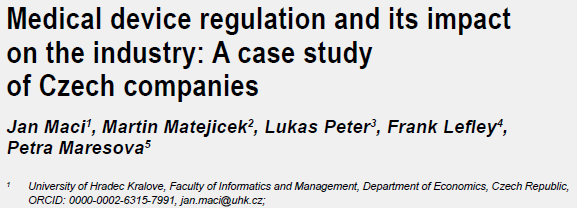 Medical device regulation and its impact
on the industry: A case study
of Czech companies
Jan Maci1, Martin Matejicek2, Lukas Peter3, Frank Lefley4,
Petra Maresova5
1 University of Hradec Kralove, Faculty of Informatics and Management, Department of Economics, Czech Republic,
ORCID: 0000-0002-6315-7991, jan.maci@uhk.cz;